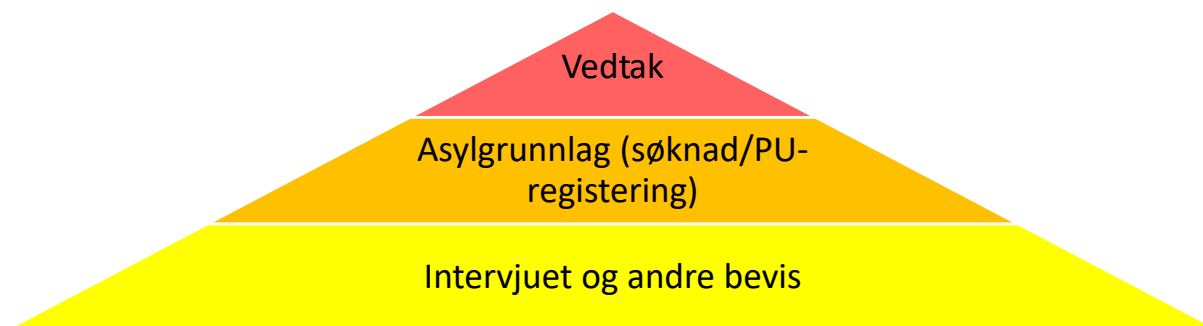 Vedtak
Asylgrunnlag (søknad/PU-
registering)
Intervjuet og andre bevis